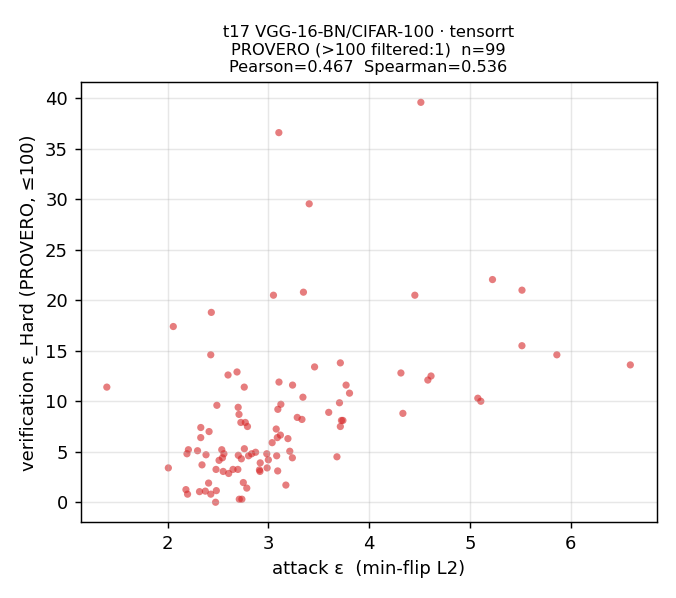 t17 VGG-16-BN/CIFAR-100 · tensorrt
PROVERO (>100 filtered:1)  n=99
Pearson=0.467  Spearman=0.536
verification ε_Hard (PROVERO, ≤100)
40
35
30
25
20
15
10
5
0
2 3 4 5 6
attack ε  (min-flip L2)